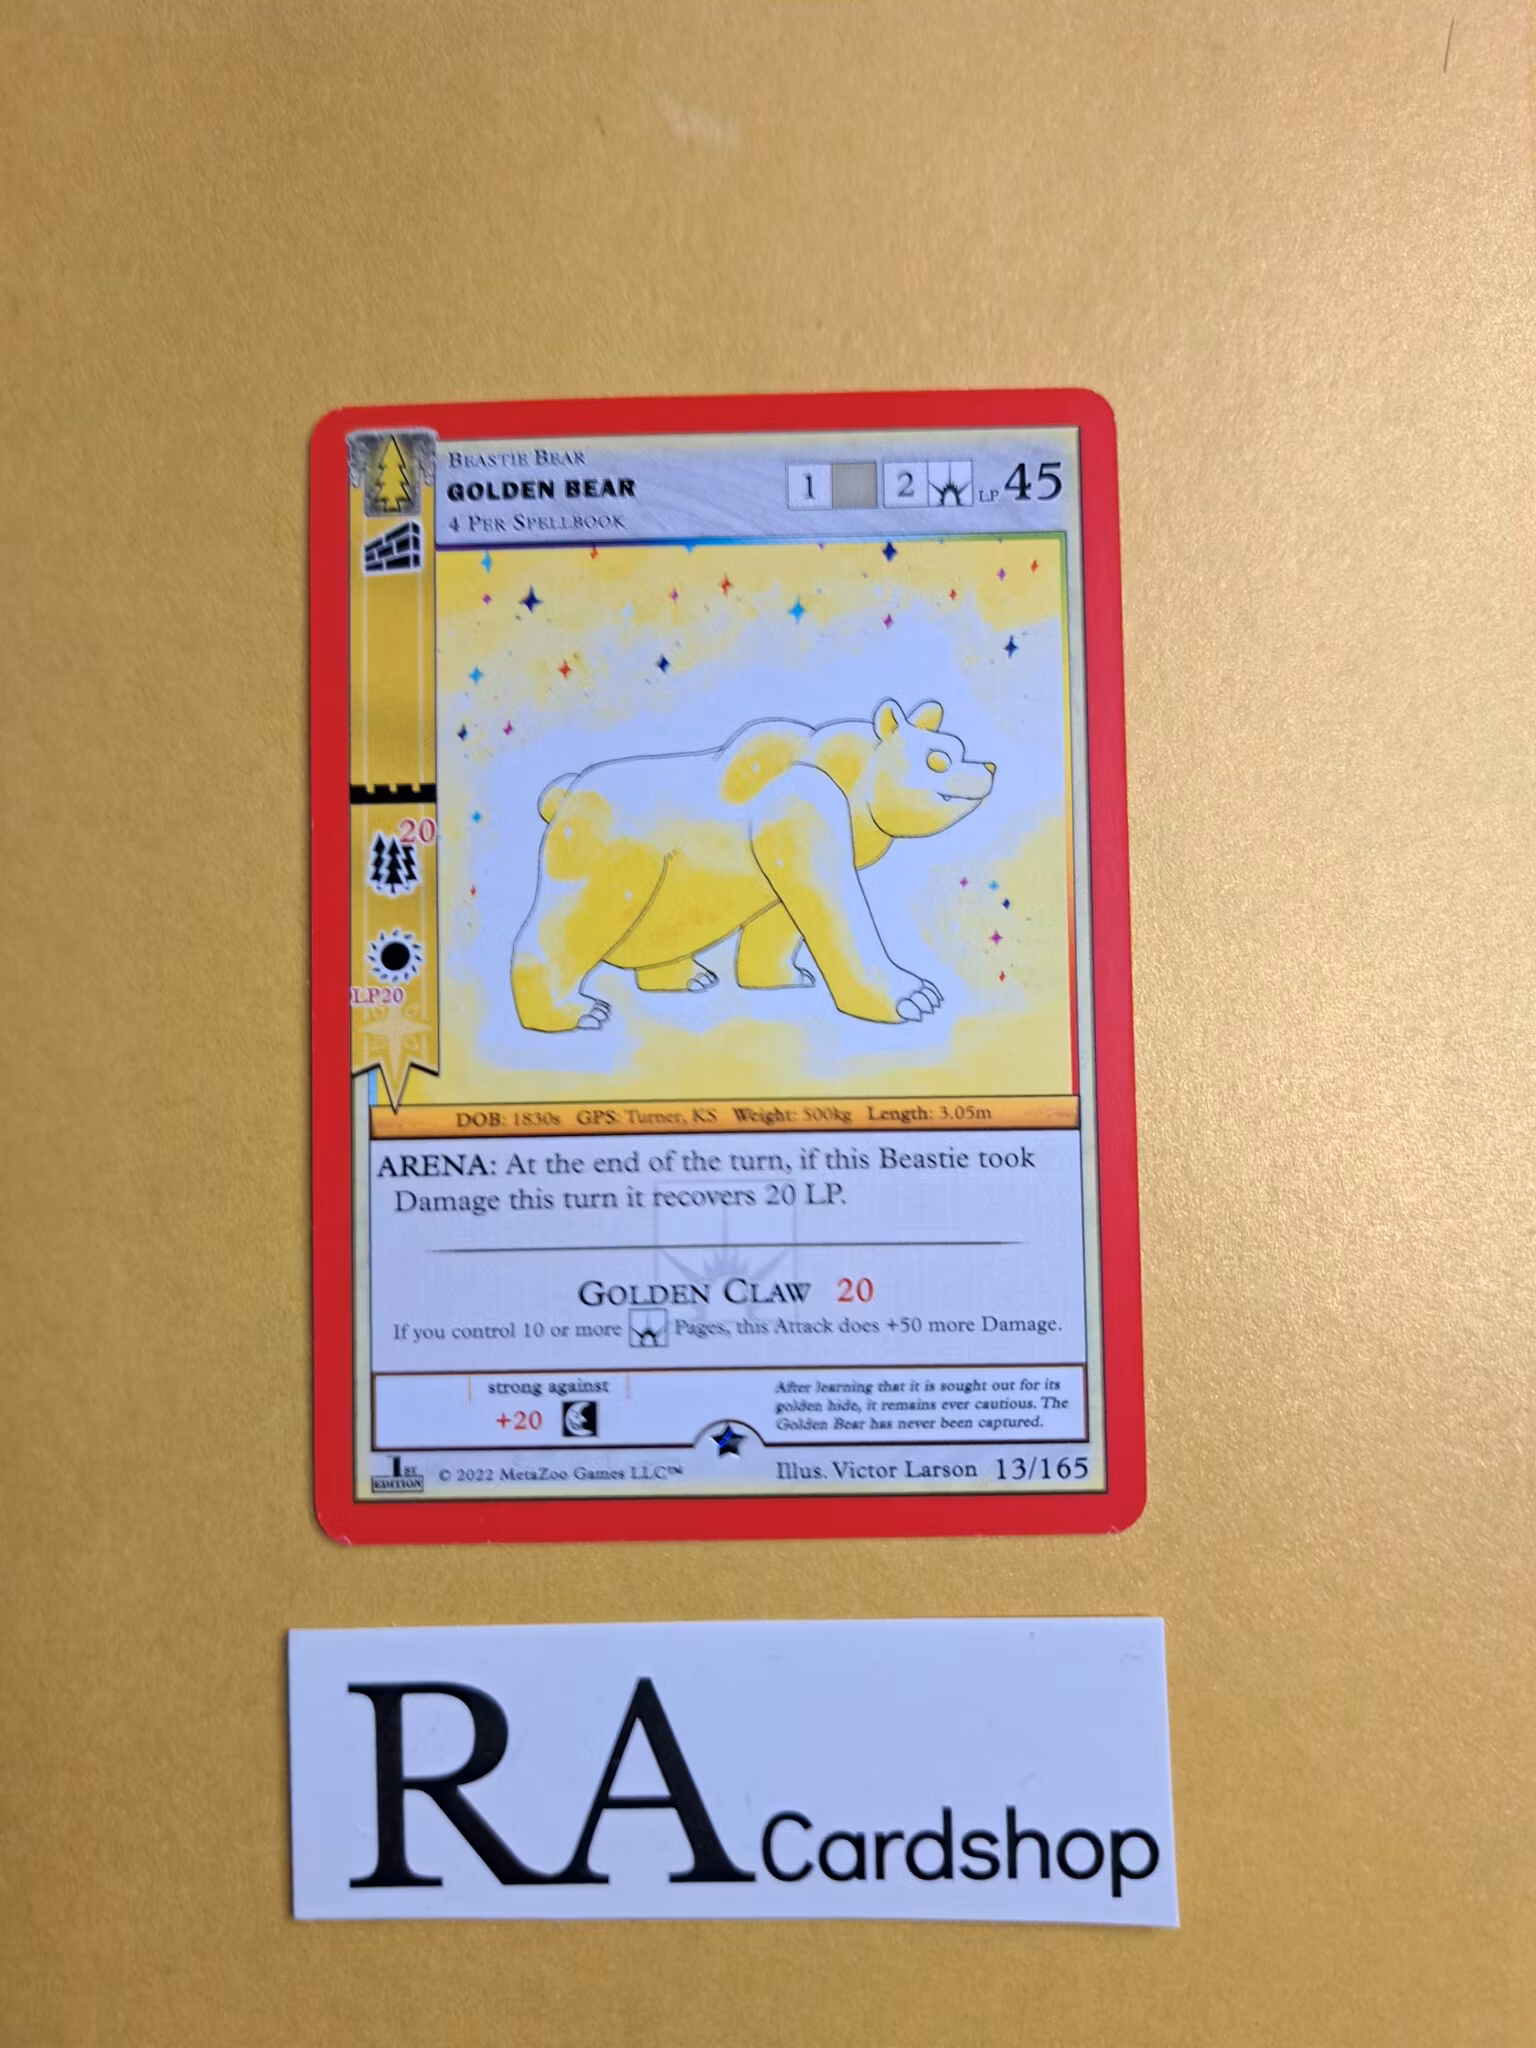 BEASTIE BEAR
GOLDEN BEAR
4 PER SPELLBOOK
1 2 LP 45
20
LP20
DOB: 1830s GPS: Turner, KS Weight: 500kg Length: 3.05m
ARENA: At the end of the turn, if this Beastie took
Damage this turn it recovers 20 LP.
GOLDEN CLAW 20
If you control 10 or more Pages, this Attack does +50 more Damage.
strong against
+20
After learning that it is sought out for its
golden hide, it remains ever cautious. The
Golden Bear has never been captured.
1ST
EDITION
© 2022 MetaZoo Games LLC™
Illus. Victor Larson 13/165
RA Cardshop